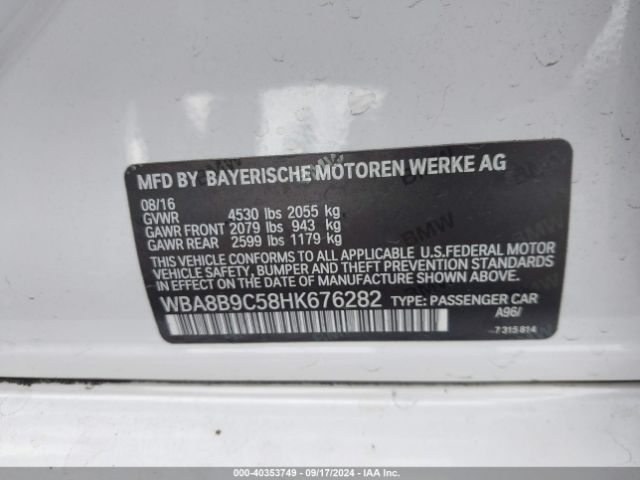 MFD BY: BAYERISCHE MOTOREN WERKE AG
08/16
GVWR 4530 lbs 2055 kg
GAWR FRONT 2079 lbs 943 kg
GAWR REAR 2599 lbs 1179 kg
THIS VEHICLE CONFORMS TO ALL APPLICABLE U.S.FEDERAL MOTOR
VEHICLE SAFETY, BUMPER, AND THEFT PREVENTION STANDARDS
IN EFFECT ON THE DATE OF MANUFACTURE SHOWN ABOVE.
WBA8B9C58HK676282 TYPE: PASSENGER CAR
A96/
7 315 814
000-40353749 - 09/17/2024 - IAA Inc.